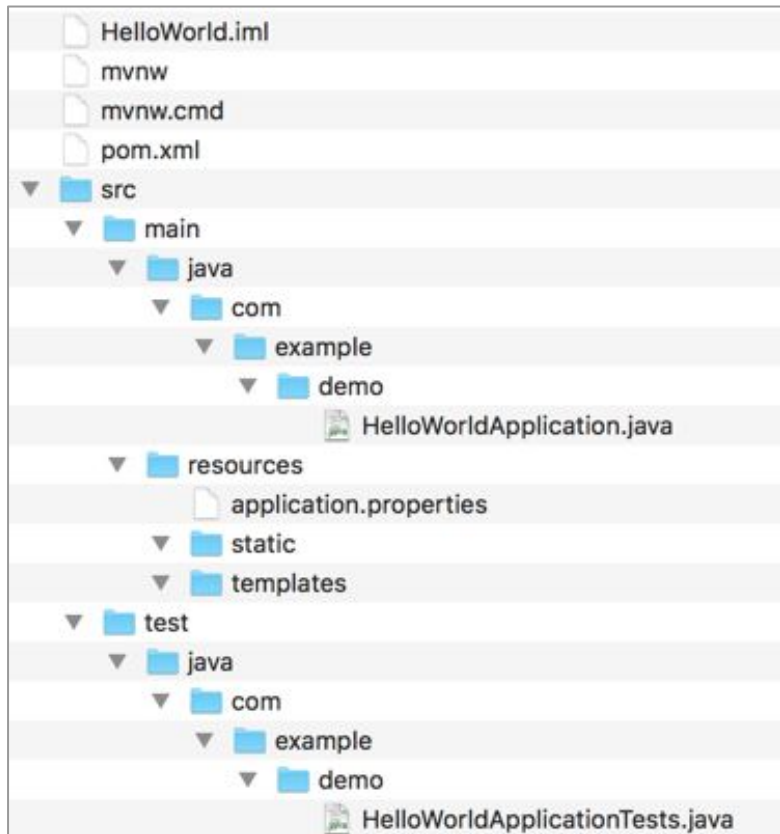 HelloWorld.iml
mvnw
mvnw.cmd
pom.xml
src
main
java
com
example
demo
HelloWorldApplication.java
resources
application.properties
static
templates
test
java
com
example
demo
HelloWorldApplicationTests.java